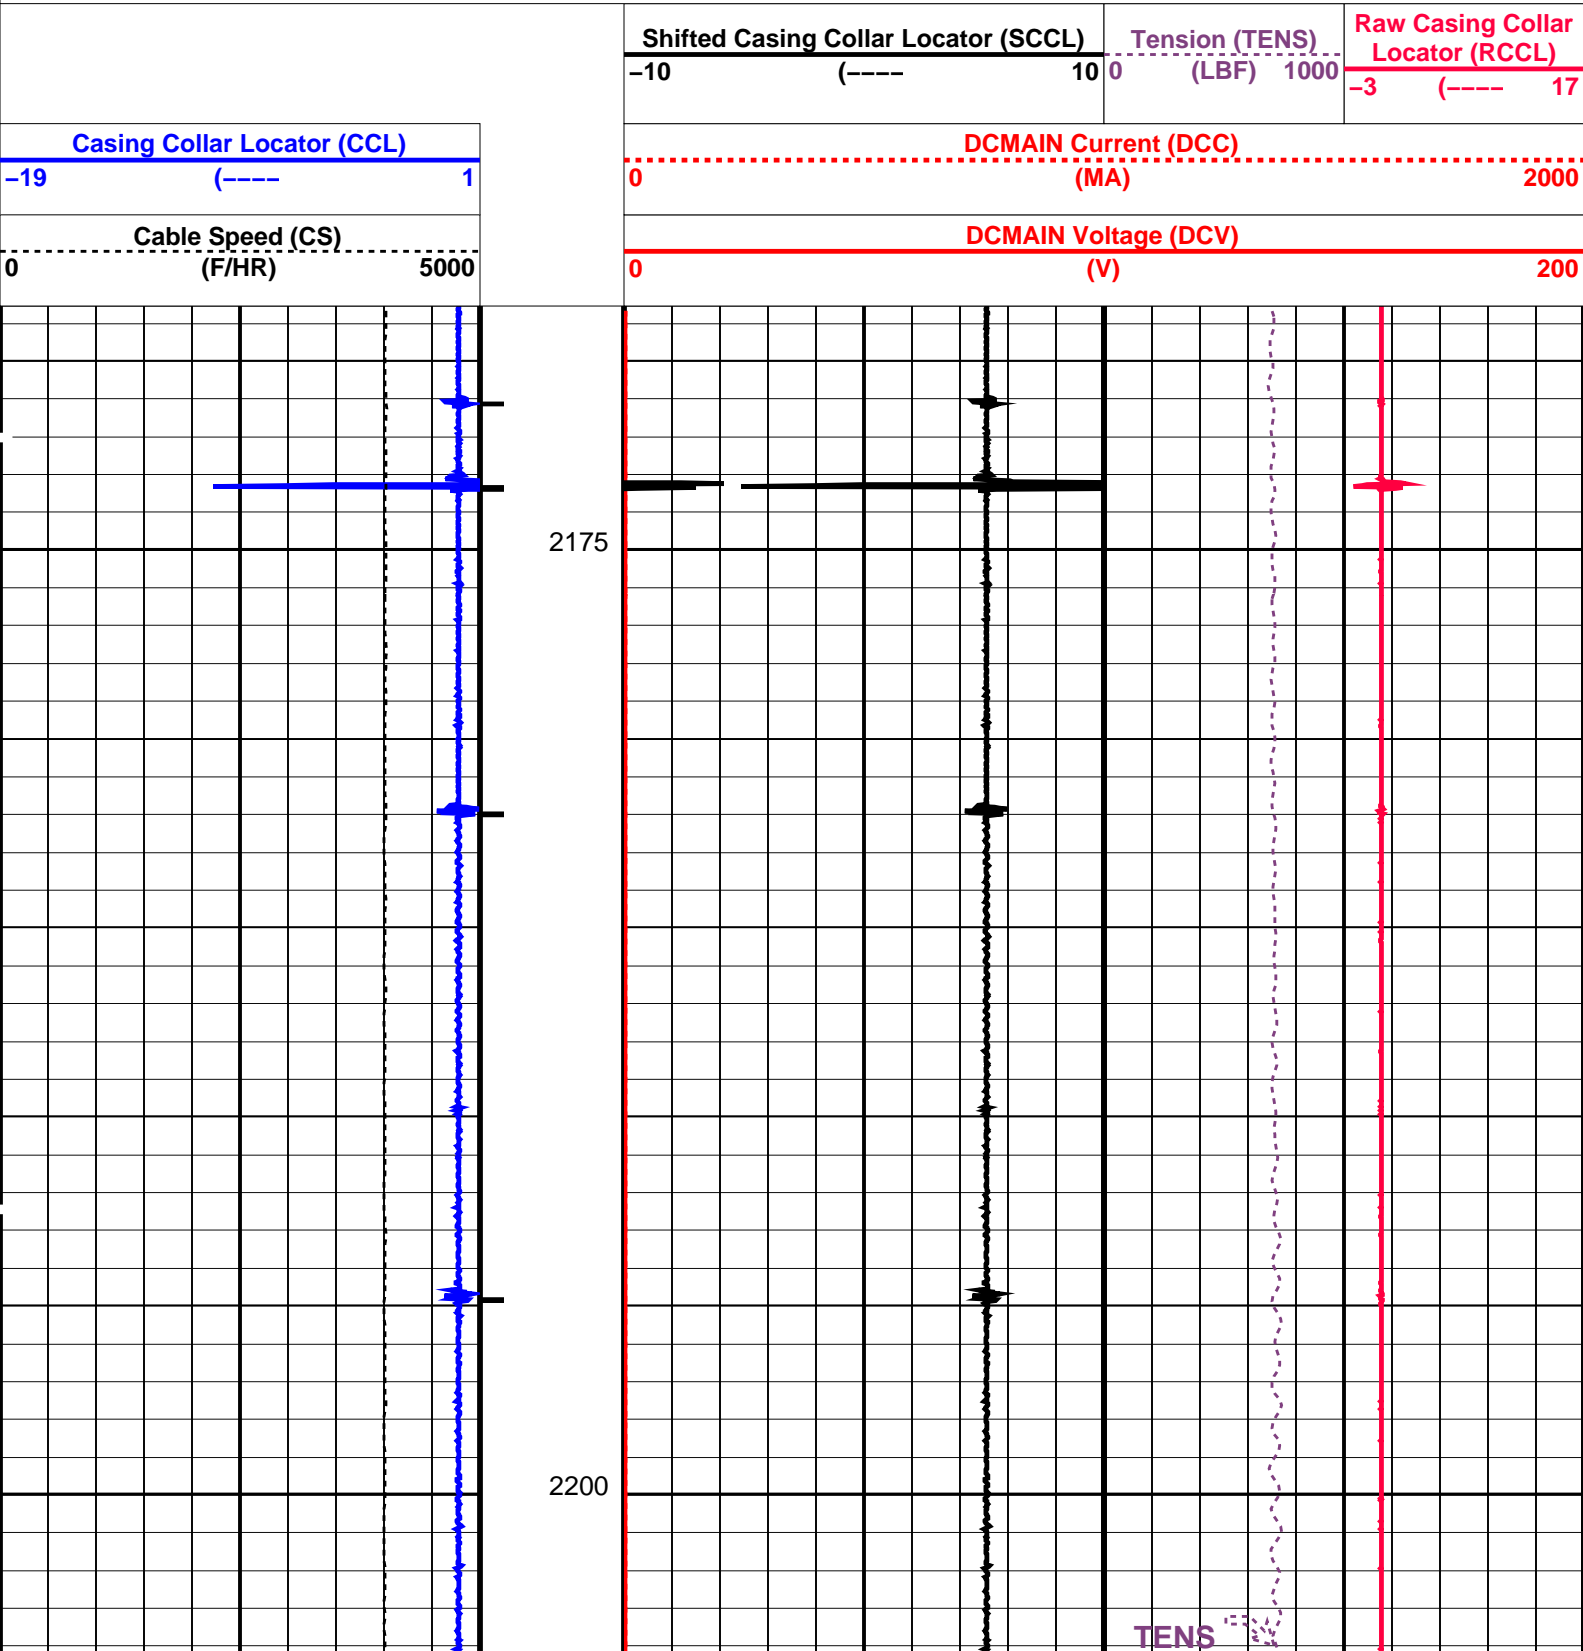 Shifted Casing Collar Locator (SCCL)
−10 (−−−− 10
Tension (TENS)
0 (LBF) 1000
Raw Casing Collar
Locator (RCCL)
−3 (−−−− 17
Casing Collar Locator (CCL)
−19 (−−−− 1
DCMAIN Current (DCC)
0 (MA) 2000
Cable Speed (CS)
0 (F/HR) 5000
DCMAIN Voltage (DCV)
0 (V) 200
2175
2200
TENS